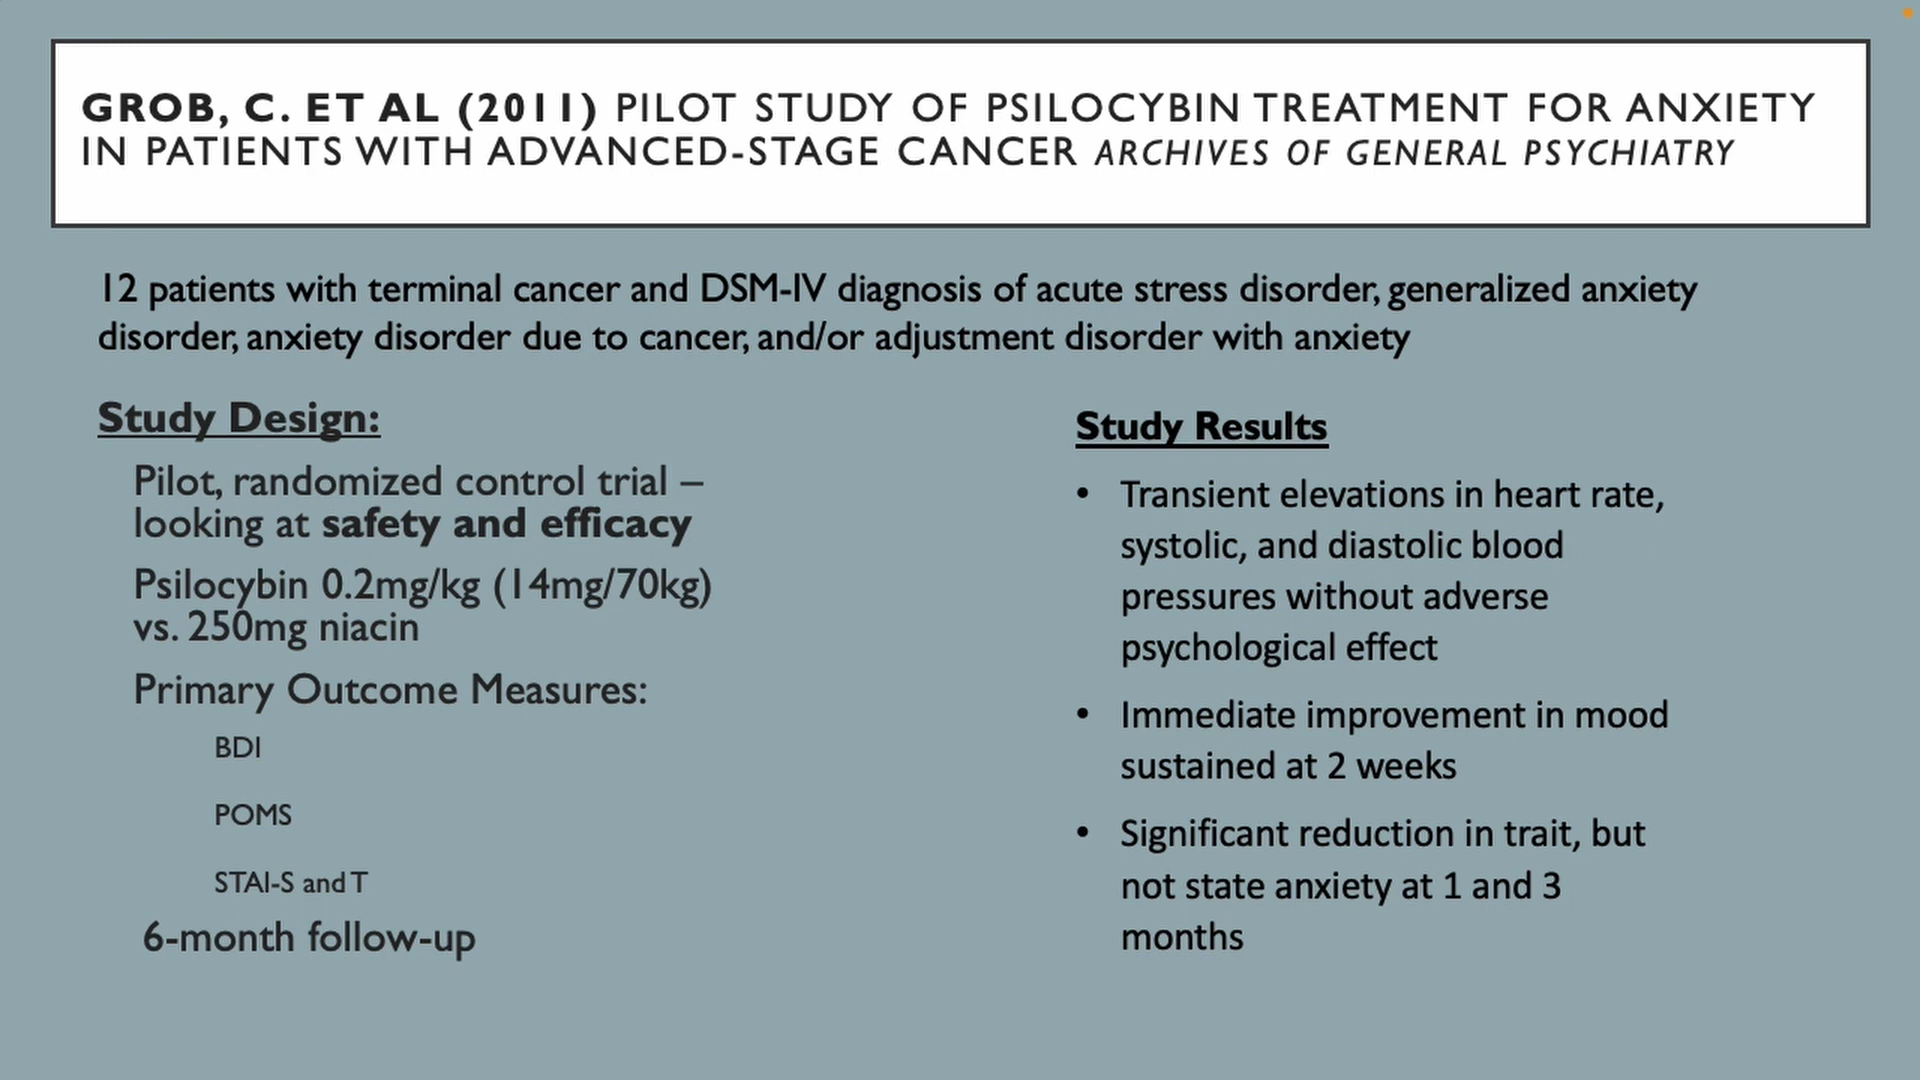 GROB, C. ET AL (2011) PILOT STUDY OF PSILOCYBIN TREATMENT FOR ANXIETY
IN PATIENTS WITH ADVANCED-STAGE CANCER ARCHIVES OF GENERAL PSYCHIATRY
12 patients with terminal cancer and DSM-IV diagnosis of acute stress disorder, generalized anxiety
disorder, anxiety disorder due to cancer, and/or adjustment disorder with anxiety
Study Design:
Pilot, randomized control trial –
looking at safety and efficacy
Psilocybin 0.2mg/kg (14mg/70kg)
vs. 250mg niacin
Primary Outcome Measures:
BDI
POMS
STAI-S and T
6-month follow-up
Study Results
• Transient elevations in heart rate,
systolic, and diastolic blood
pressures without adverse
psychological effect
• Immediate improvement in mood
sustained at 2 weeks
• Significant reduction in trait, but
not state anxiety at 1 and 3
months